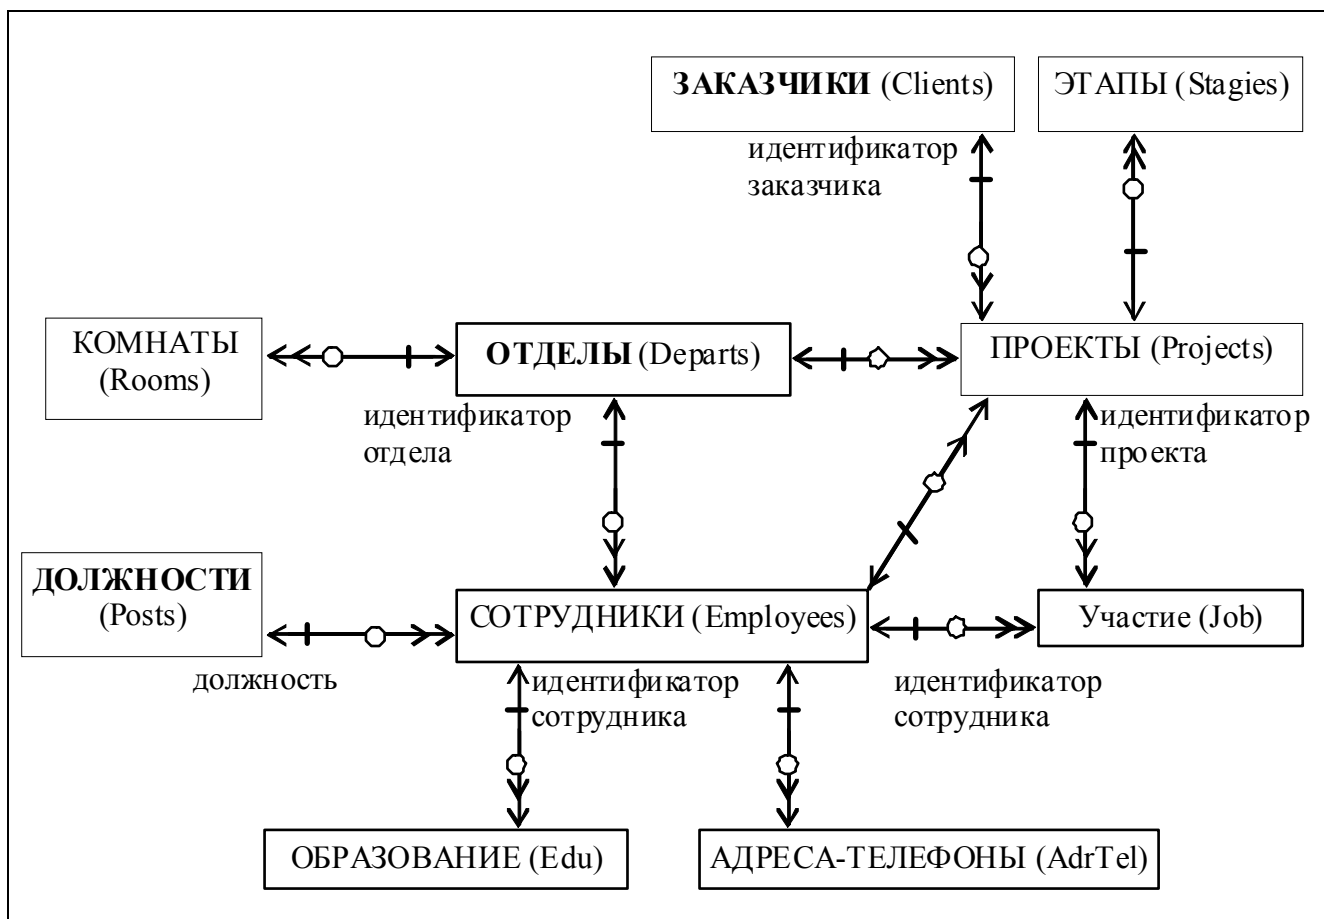 ЗАКАЗЧИКИ (Clients)
ЭТАПЫ (Stagies)
идентификатор
заказчика
КОМНАТЫ
(Rooms)
ОТДЕЛЫ (Departs)
ПРОЕКТЫ (Projects)
идентификатор
отдела
идентификатор
проекта
ДОЛЖНОСТИ
(Posts)
СОТРУДНИКИ (Employees)
Участие (Job)
должность
идентификатор
сотрудника
идентификатор
сотрудника
ОБРАЗОВАНИЕ (Edu)
АДРЕСА-ТЕЛЕФОНЫ (AdrTel)